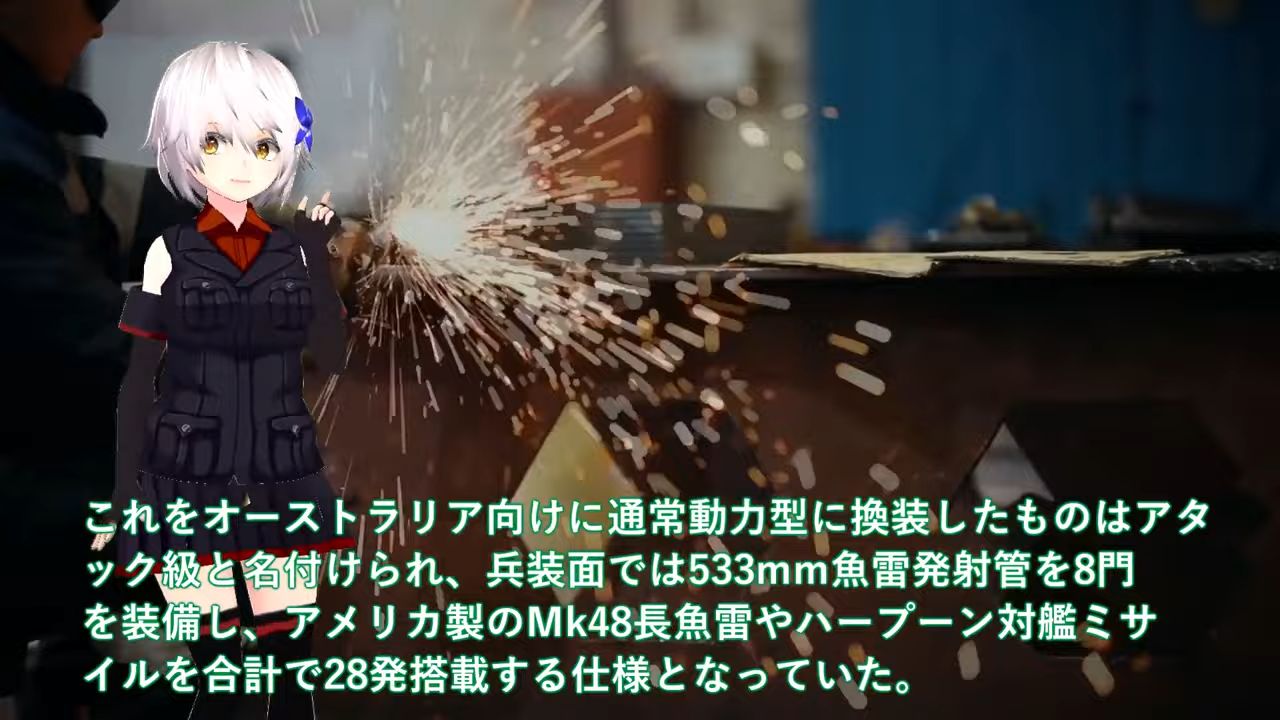 これをオーストラリア向けに通常動力型に換装したものはアタ
ック級と名付けられ、兵装面では533mm魚雷発射管を8門
を装備し、アメリカ製のMk48長魚雷やハープーン対艦ミサ
イルを合計で28発搭載する仕様となっていた。